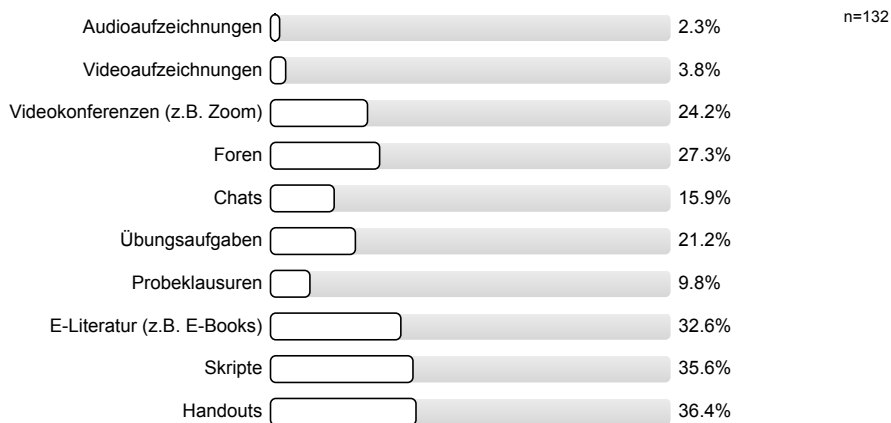 n=132
Audioaufzeichnungen 2.3%
Videoaufzeichnungen 3.8%
Videokonferenzen (z.B. Zoom) 24.2%
Foren 27.3%
Chats 15.9%
Übungsaufgaben 21.2%
Probeklausuren 9.8%
E-Literatur (z.B. E-Books) 32.6%
Skripte 35.6%
Handouts 36.4%